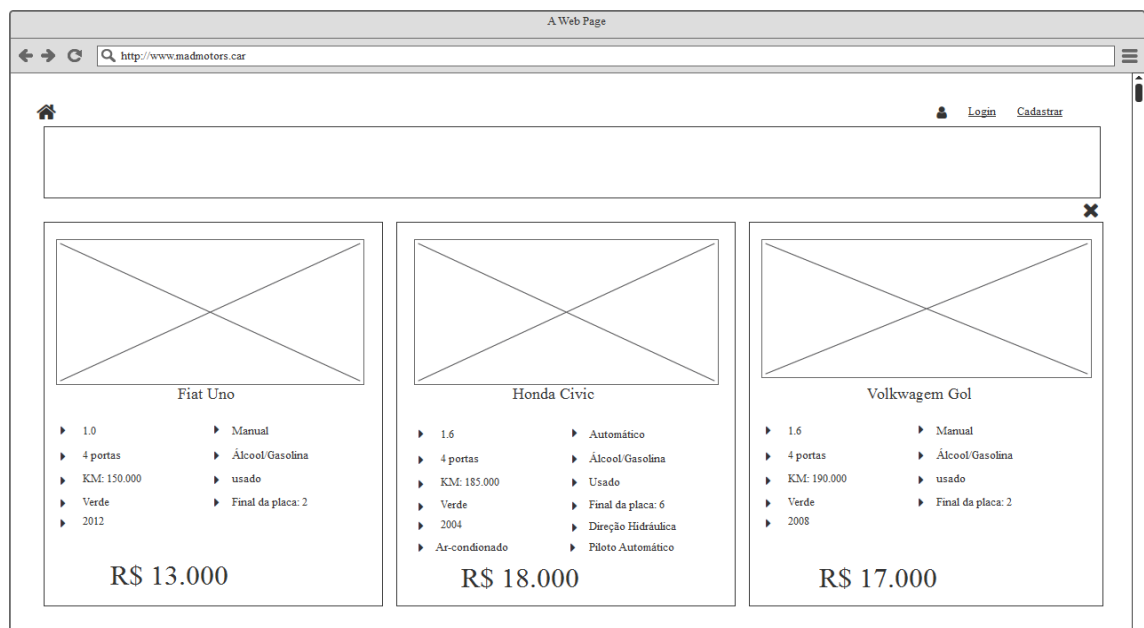 A Web Page
http://www.madmotors.car
Login Cadastrar
Fiat Uno
1.0 Manual
4 portas Álcool/Gasolina
KM: 150.000 usado
Verde Final da placa: 2
2012
R$ 13.000
Honda Civic
1.6 Automático
4 portas Álcool/Gasolina
KM: 185.000 Usado
Verde Final da placa: 6
2004 Direção Hidráulica
Ar-condionado Piloto Automático
R$ 18.000
Volkwagem Gol
1.6 Manual
4 portas Álcool/Gasolina
KM: 190.000 usado
Verde Final da placa: 2
2008
R$ 17.000